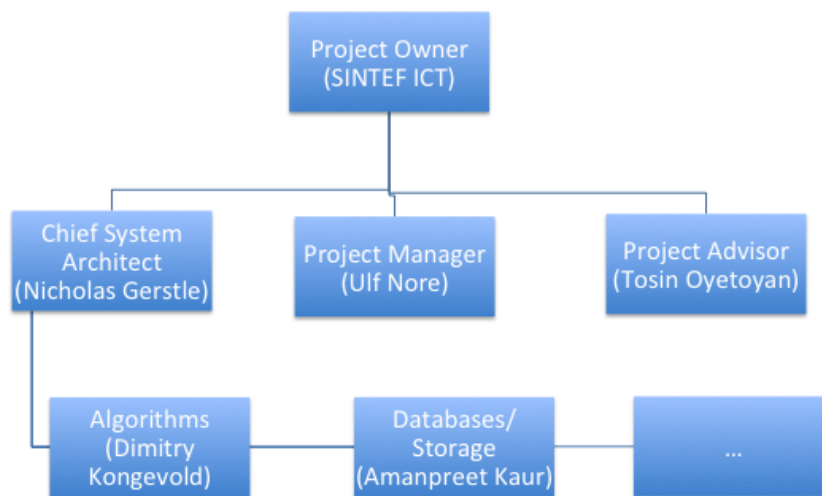 Project Owner
(SINTEF ICT)
Chief System
Architect
(Nicholas Gerstle)
Project Manager
(Ulf Nore)
Project Advisor
(Tosin Oyetoyan)
Algorithms
(Dimitry
Kongevold)
Databases/
Storage
(Amanpreet Kaur)
...